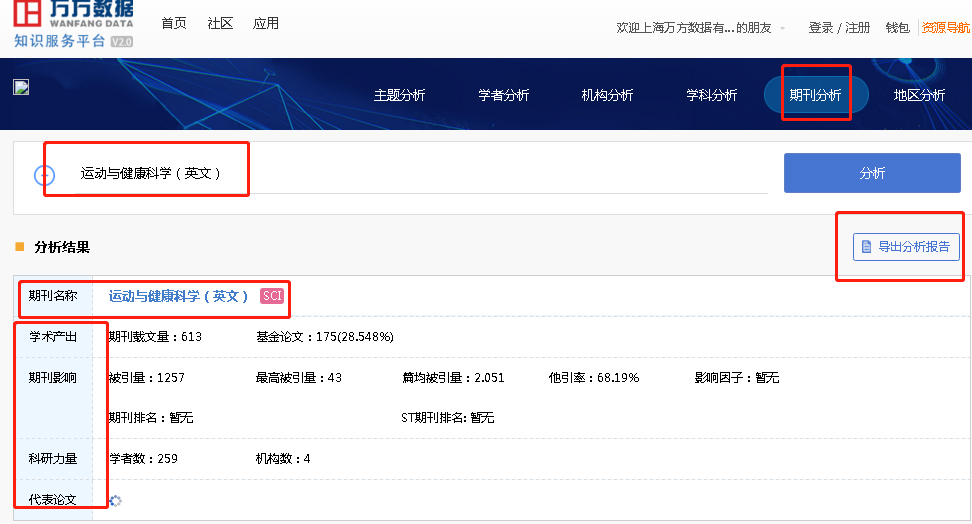 万方数据
WANFANG DATA
知识服务平台 V2.0
首页 社区 应用
欢迎上海万方数据有...的朋友 登录 / 注册 钱包 资源导航
主题分析 学者分析 机构分析 学科分析 期刊分析 地区分析
运动与健康科学（英文）
分析
分析结果
导出分析报告
期刊名称 运动与健康科学（英文） SCI
学术产出 期刊载文量：613 基金论文：175(28.548%)
期刊影响 被引量：1257 最高被引量：43 篇均被引量：2.051 他引率：68.19% 影响因子：暂无
期刊排名：暂无 ST期刊排名: 暂无
科研力量 学者数：259 机构数：4
代表论文